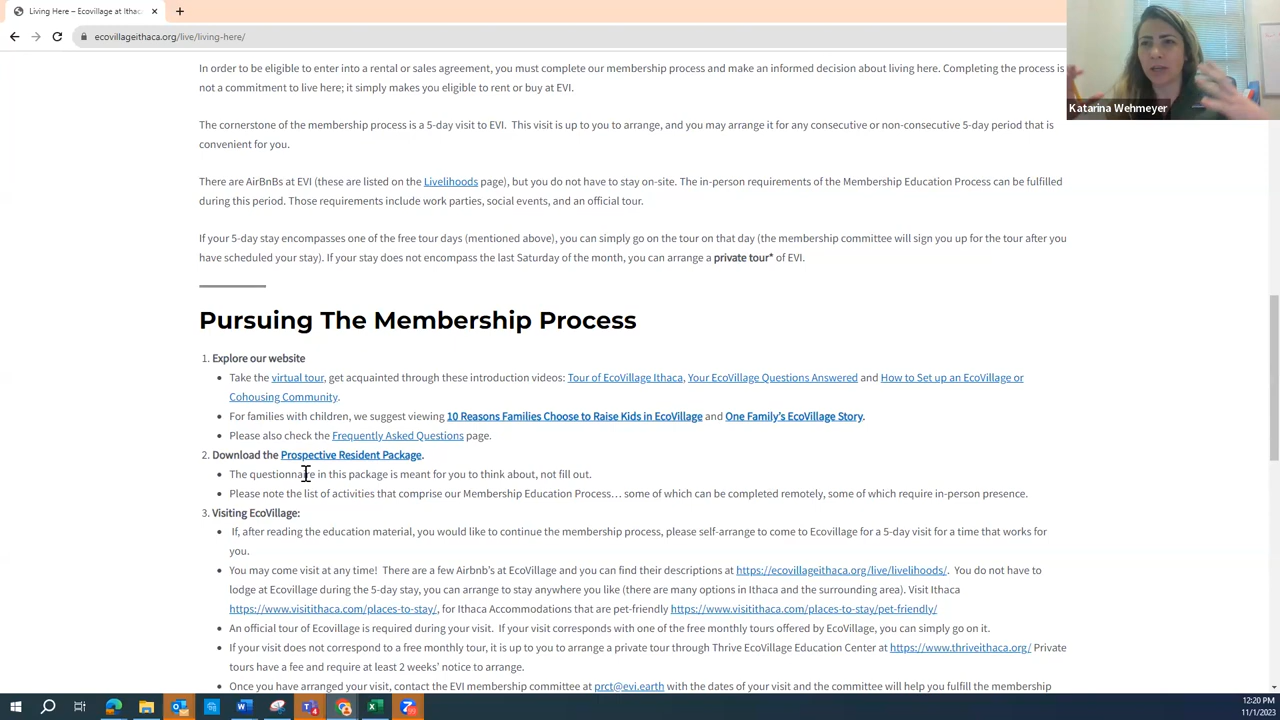 Living Here – EcoVillage at Ithac
ecovillageithaca.org/live/living-here/
Katarina Wehmeyer
In order to be eligible to enter into a rental or sales agreement, you must complete our membership process and make an informed decision about living here. Completing the process is
not a commitment to live here; it simply makes you eligible to rent or buy at EVI.
The cornerstone of the membership process is a 5-day visit to EVI. This visit is up to you to arrange, and you may arrange it for any consecutive or non-consecutive 5-day period that is
convenient for you.
There are AirBnBs at EVI (these are listed on the Livelihoods page), but you do not have to stay on-site. The in-person requirements of the Membership Education Process can be fulfilled
during this period. Those requirements include work parties, social events, and an official tour.
If your 5-day stay encompasses one of the free tour days (mentioned above), you can simply go on the tour on that day (the membership committee will sign you up for the tour after you
have scheduled your stay). If your stay does not encompass the last Saturday of the month, you can arrange a private tour* of EVI.
Pursuing The Membership Process
1. Explore our website
• Take the virtual tour, get acquainted through these introduction videos: Tour of EcoVillage Ithaca, Your EcoVillage Questions Answered and How to Set up an EcoVillage or
Cohousing Community.
• For families with children, we suggest viewing 10 Reasons Families Choose to Raise Kids in EcoVillage and One Family's EcoVillage Story.
• Please also check the Frequently Asked Questions page.
2. Download the Prospective Resident Package.
• The questionnaire in this package is meant for you to think about, not fill out.
• Please note the list of activities that comprise our Membership Education Process… some of which can be completed remotely, some of which require in-person presence.
3. Visiting EcoVillage:
• If, after reading the education material, you would like to continue the membership process, please self-arrange to come to Ecovillage for a 5-day visit for a time that works for
you.
• You may come visit at any time! There are a few Airbnb's at EcoVillage and you can find their descriptions at https://ecovillageithaca.org/live/livelihoods/. You do not have to
lodge at Ecovillage during the 5-day stay, you can arrange to stay anywhere you like (there are many options in Ithaca and the surrounding area). Visit Ithaca
https://www.visitithaca.com/places-to-stay/, for Ithaca Accommodations that are pet-friendly https://www.visitithaca.com/places-to-stay/pet-friendly/
• An official tour of Ecovillage is required during your visit. If your visit corresponds with one of the free monthly tours offered by EcoVillage, you can simply go on it.
• If your visit does not correspond to a free monthly tour, it is up to you to arrange a private tour through Thrive EcoVillage Education Center at https://www.thriveithaca.org/ Private
tours have a fee and require at least 2 weeks' notice to arrange.
• Once you have arranged your visit, contact the EVI membership committee at prct@evi.earth with the dates of your visit and the committee will help you fulfill the membership
12:20 PM
11/1/2023